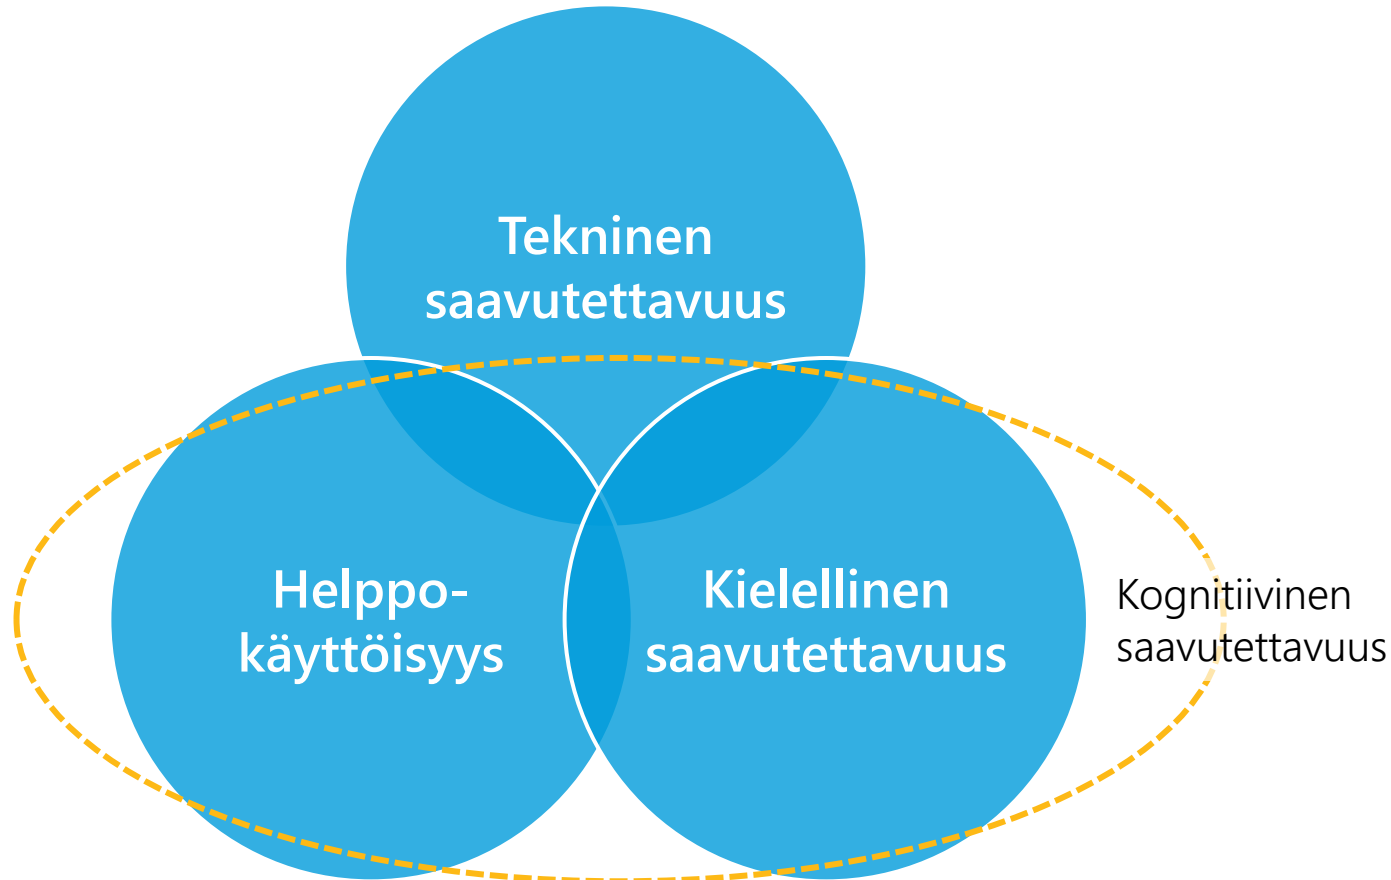 Tekninen
saavutettavuus
Helppo-
käyttöisyys
Kielellinen
saavutettavuus
Kognitiivinen
saavutettavuus